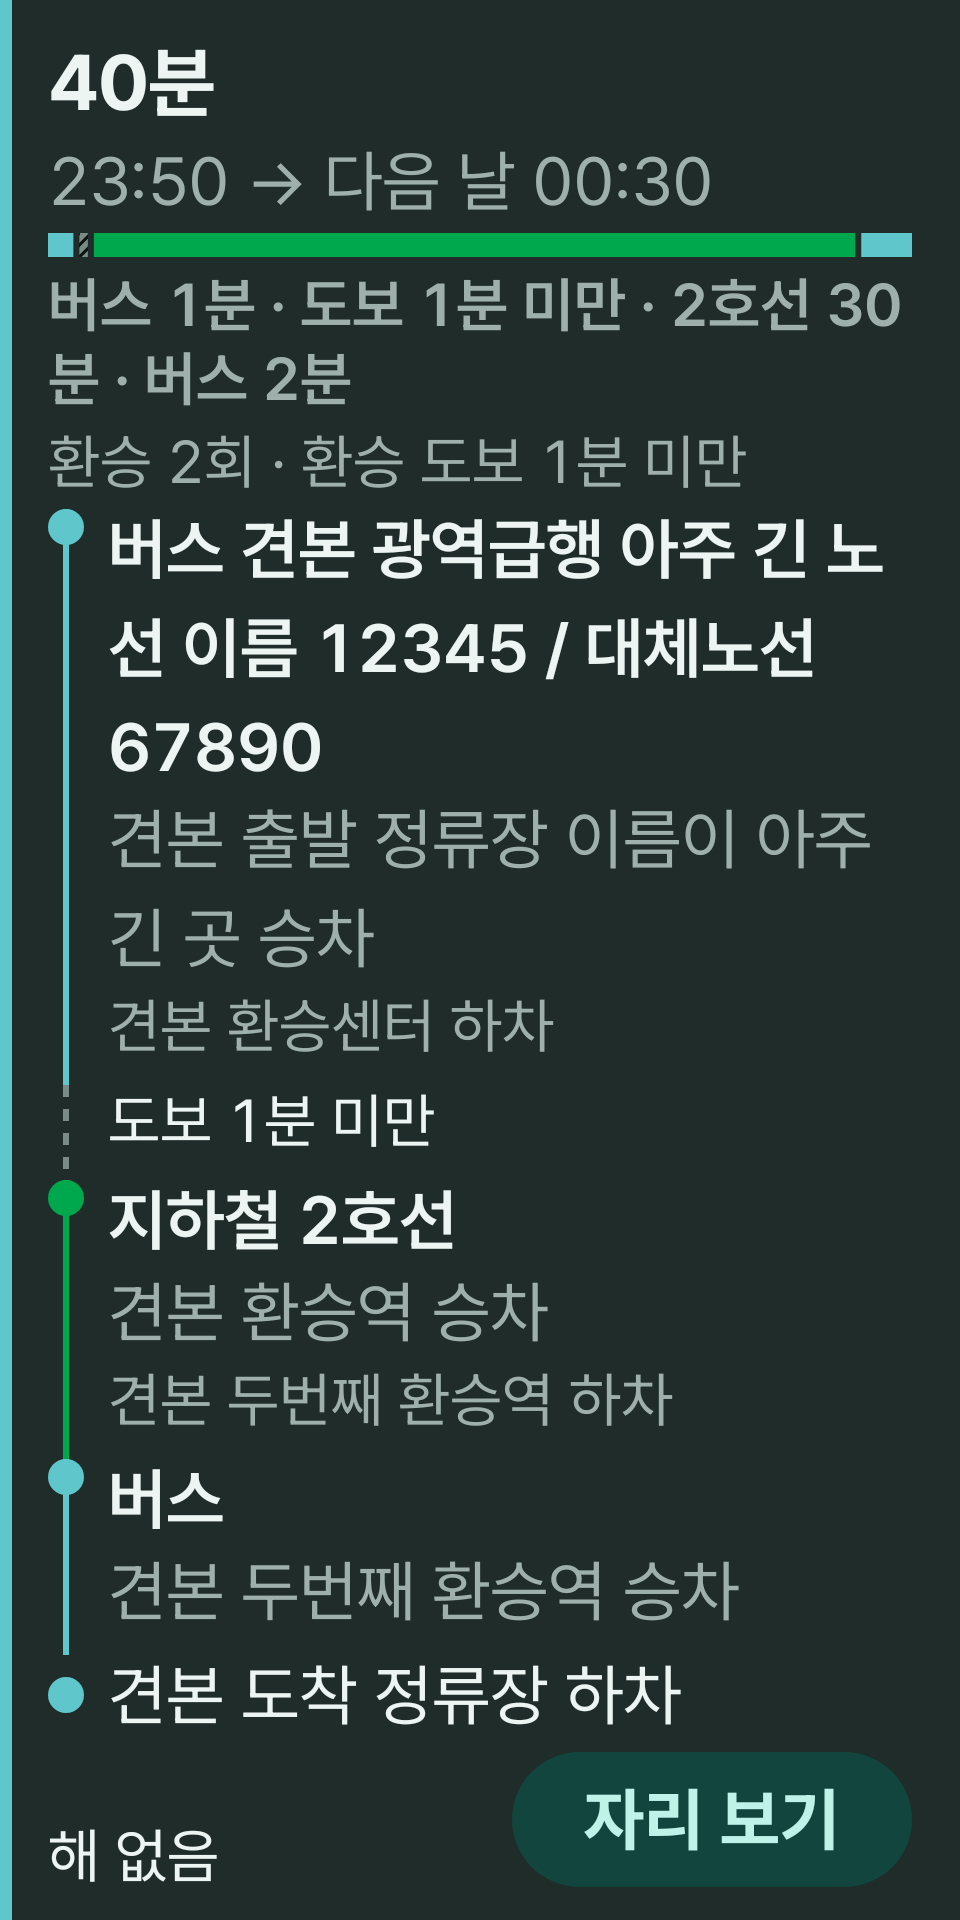 40분
23:50 → 다음 날 00:30
버스 1분 · 도보 1분 미만 · 2호선 30
분 · 버스 2분
환승 2회 · 환승 도보 1분 미만
버스 견본 광역급행 아주 긴 노
선 이름 12345 / 대체노선
67890
견본 출발 정류장 이름이 아주
긴 곳 승차
견본 환승센터 하차
도보 1분 미만
지하철 2호선
견본 환승역 승차
견본 두번째 환승역 하차
버스
견본 두번째 환승역 승차
견본 도착 정류장 하차
해 없음
자리 보기